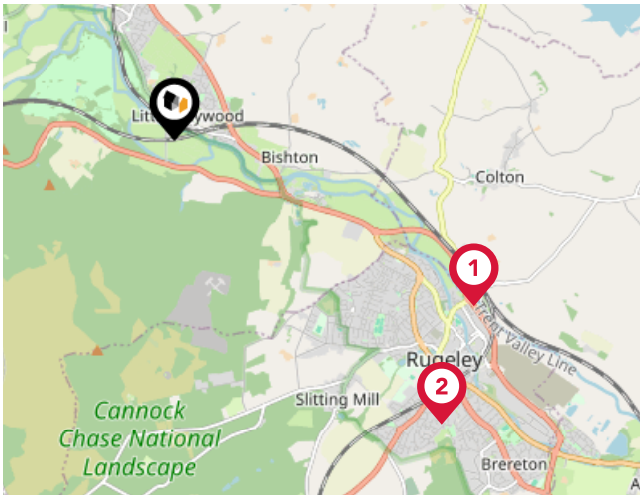 Bishton
Colton
1
Trent Valley Line
Rugeley
2
Slitting Mill
Cannock
Chase National
Landscape
Brereton
A